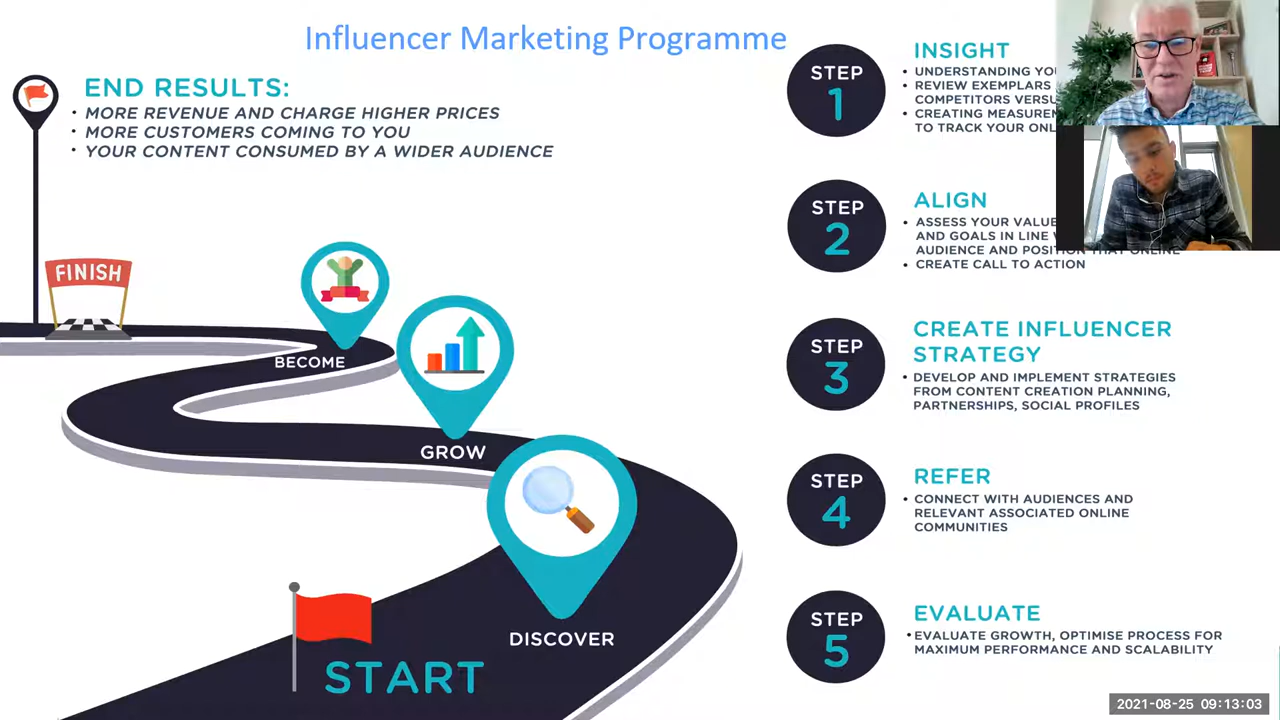 Influencer Marketing Programme
END RESULTS:
• MORE REVENUE AND CHARGE HIGHER PRICES
• MORE CUSTOMERS COMING TO YOU
• YOUR CONTENT CONSUMED BY A WIDER AUDIENCE
FINISH
BECOME
GROW
DISCOVER
START
STEP
1
INSIGHT
• UNDERSTANDING
• REVIEW EXEMPLARS
COMPETITORS
• CREATING
TO TRACK YOUR
STEP
2
ALIGN
• ASSESS YOUR
AND GOALS IN LINE
AUDIENCE AND POSITION THAT ONLINE
• CREATE CALL TO ACTION
STEP
3
CREATE INFLUENCER
STRATEGY
• DEVELOP AND IMPLEMENT STRATEGIES
FROM CONTENT CREATION PLANNING,
PARTNERSHIPS, SOCIAL PROFILES
STEP
4
REFER
• CONNECT WITH AUDIENCES AND
RELEVANT ASSOCIATED ONLINE
COMMUNITIES
STEP
5
EVALUATE
• EVALUATE GROWTH, OPTIMISE PROCESS FOR
MAXIMUM PERFORMANCE AND SCALABILITY
2021-08-25 09:13:03